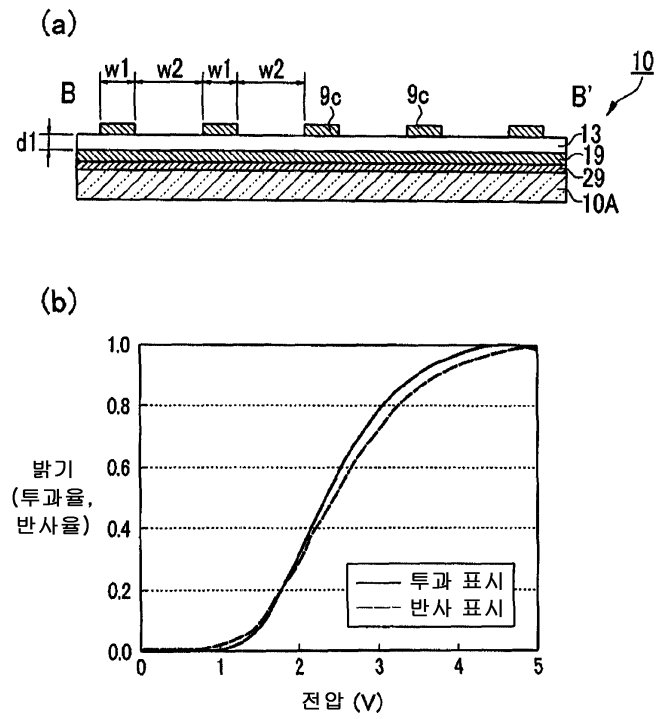 (a)
10
w1 w2 w1 w2
B 9c 9c B'
d1
13
19
29
10A
(b)
1.0
0.8
0.6
0.4
0.2
0.0
밝기
(투과율,
반사율)
투과 표시
반사 표시
0 1 2 3 4 5
전압 (V)